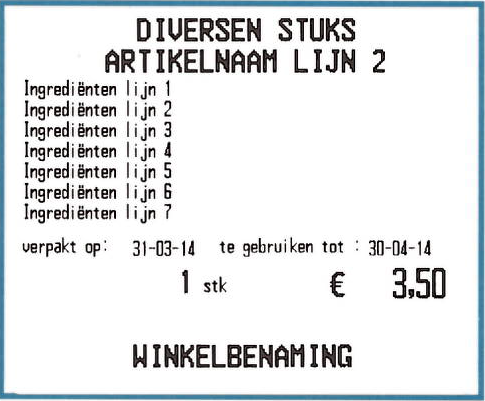 DIVERSEN STUKS
ARTIKELNAAM LIJN 2
Ingrediënten lijn 1
Ingrediënten lijn 2
Ingrediënten lijn 3
Ingrediënten lijn 4
Ingrediënten lijn 5
Ingrediënten lijn 6
Ingrediënten lijn 7
verpakt op: 31-03-14 te gebruiken tot : 30-04-14
1 stk € 3,50
WINKELBENAMING